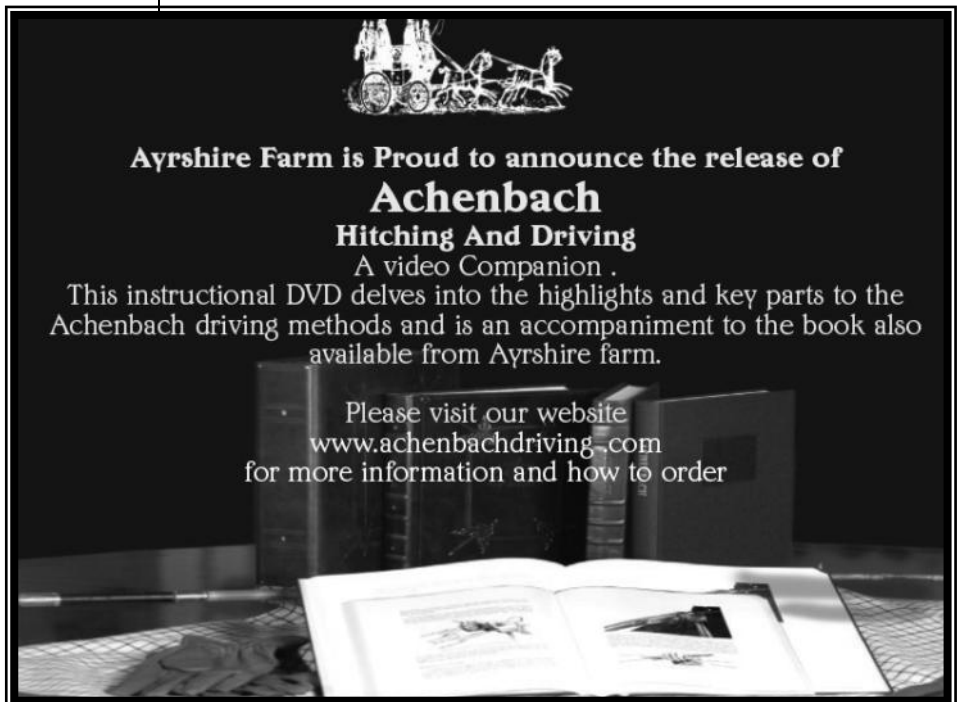 Ayrshire Farm is Proud to announce the release of
Achenbach
Hitching And Driving
A video Companion .
This instructional DVD delves into the highlights and key parts to the
Achenbach driving methods and is an accompaniment to the book also
available from Ayrshire farm.
Please visit our website
www.achenbachdriving .com
for more information and how to order